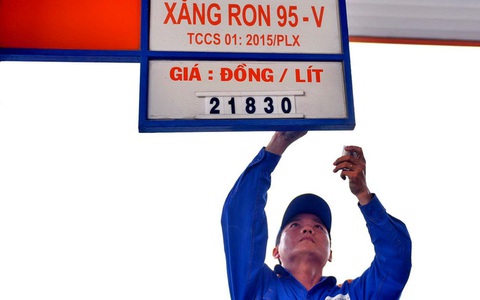 XĂNG RON 95 - V
TCCS 01: 2015/PLX
GIÁ : ĐỒNG / LÍT
21830